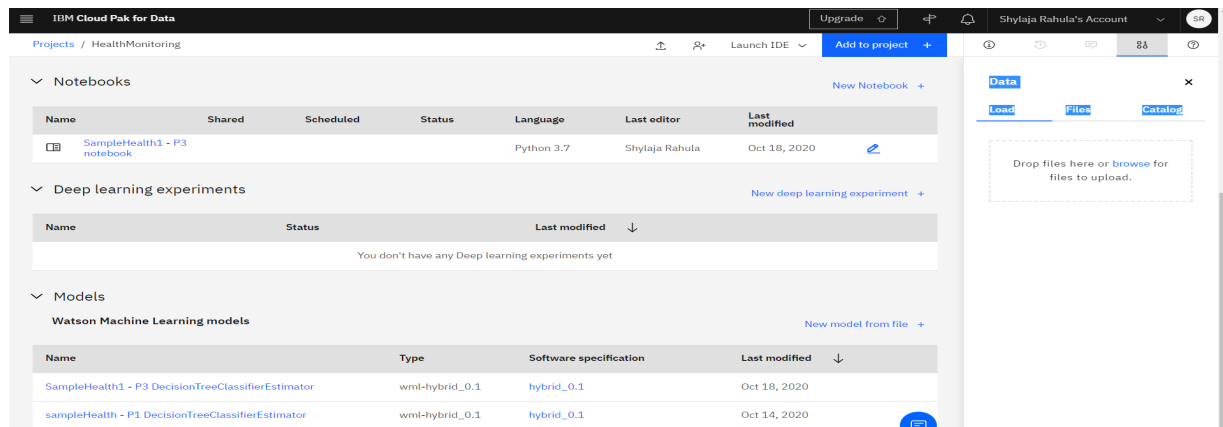 IBM Cloud Pak for Data
Upgrade
Shylaja Rahula's Account
SR
Projects / HealthMonitoring
Launch IDE
Add to project +
Notebooks
New Notebook +
Name Shared Scheduled Status Language Last editor Last modified
SampleHealth1 - P3 notebook Python 3.7 Shylaja Rahula Oct 18, 2020
Deep learning experiments
New deep learning experiment +
Name Status Last modified
You don't have any Deep learning experiments yet
Models
Watson Machine Learning models
New model from file +
Name Type Software specification Last modified
SampleHealth1 - P3 DecisionTreeClassifierEstimator wml-hybrid_0.1 hybrid_0.1 Oct 18, 2020
sampleHealth - P1 DecisionTreeClassifierEstimator wml-hybrid_0.1 hybrid_0.1 Oct 14, 2020
Data
Load Files Catalog
Drop files here or browse for
files to upload.